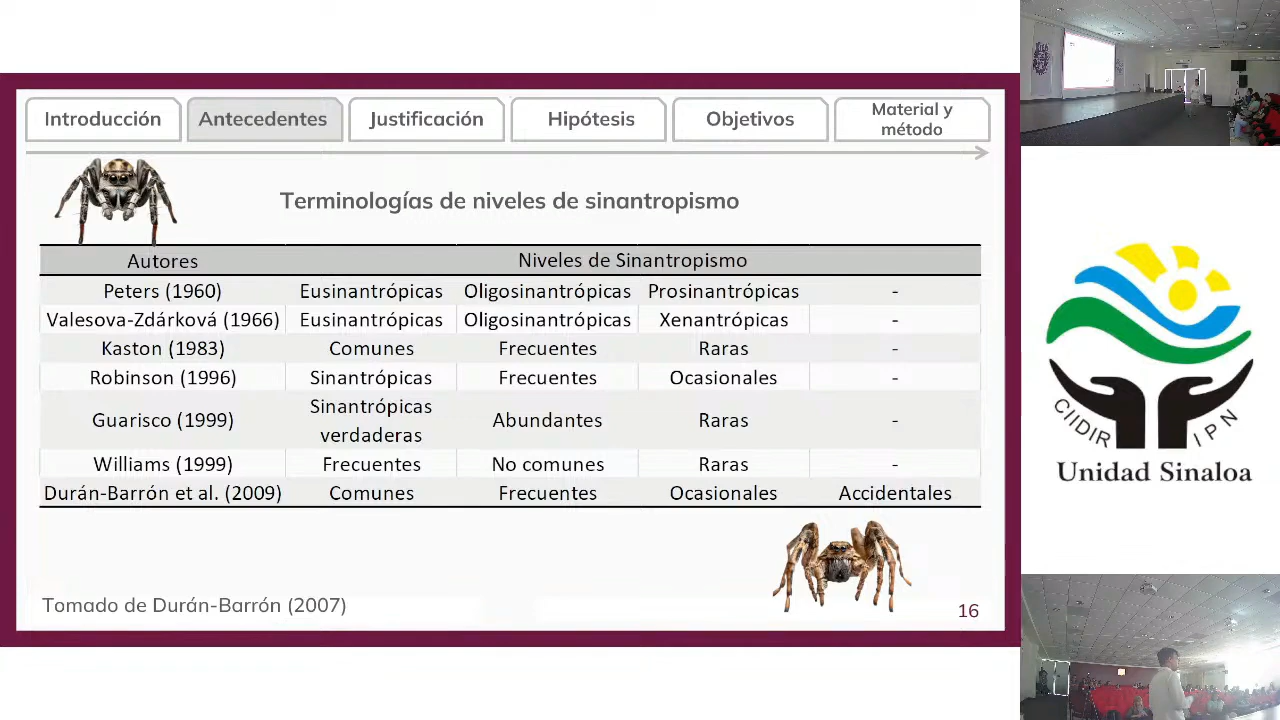 Introducción
Antecedentes
Justificación
Hipótesis
Objetivos
Material y
método
Terminologías de niveles de sinantropismo
Autores Niveles de Sinantropismo
Peters (1960) Eusinantrópicas Oligosinantrópicas Prosinantrópicas -
Valesova-Zdárková (1966) Eusinantrópicas Oligosinantrópicas Xenantrópicas -
Kaston (1983) Comunes Frecuentes Raras -
Robinson (1996) Sinantrópicas Frecuentes Ocasionales -
Guarisco (1999) Sinantrópicas verdaderas Abundantes Raras -
Williams (1999) Frecuentes No comunes Raras -
Durán-Barrón et al. (2009) Comunes Frecuentes Ocasionales Accidentales
Tomado de Durán-Barrón (2007)
16
CIIDIR IPN
Unidad Sinaloa